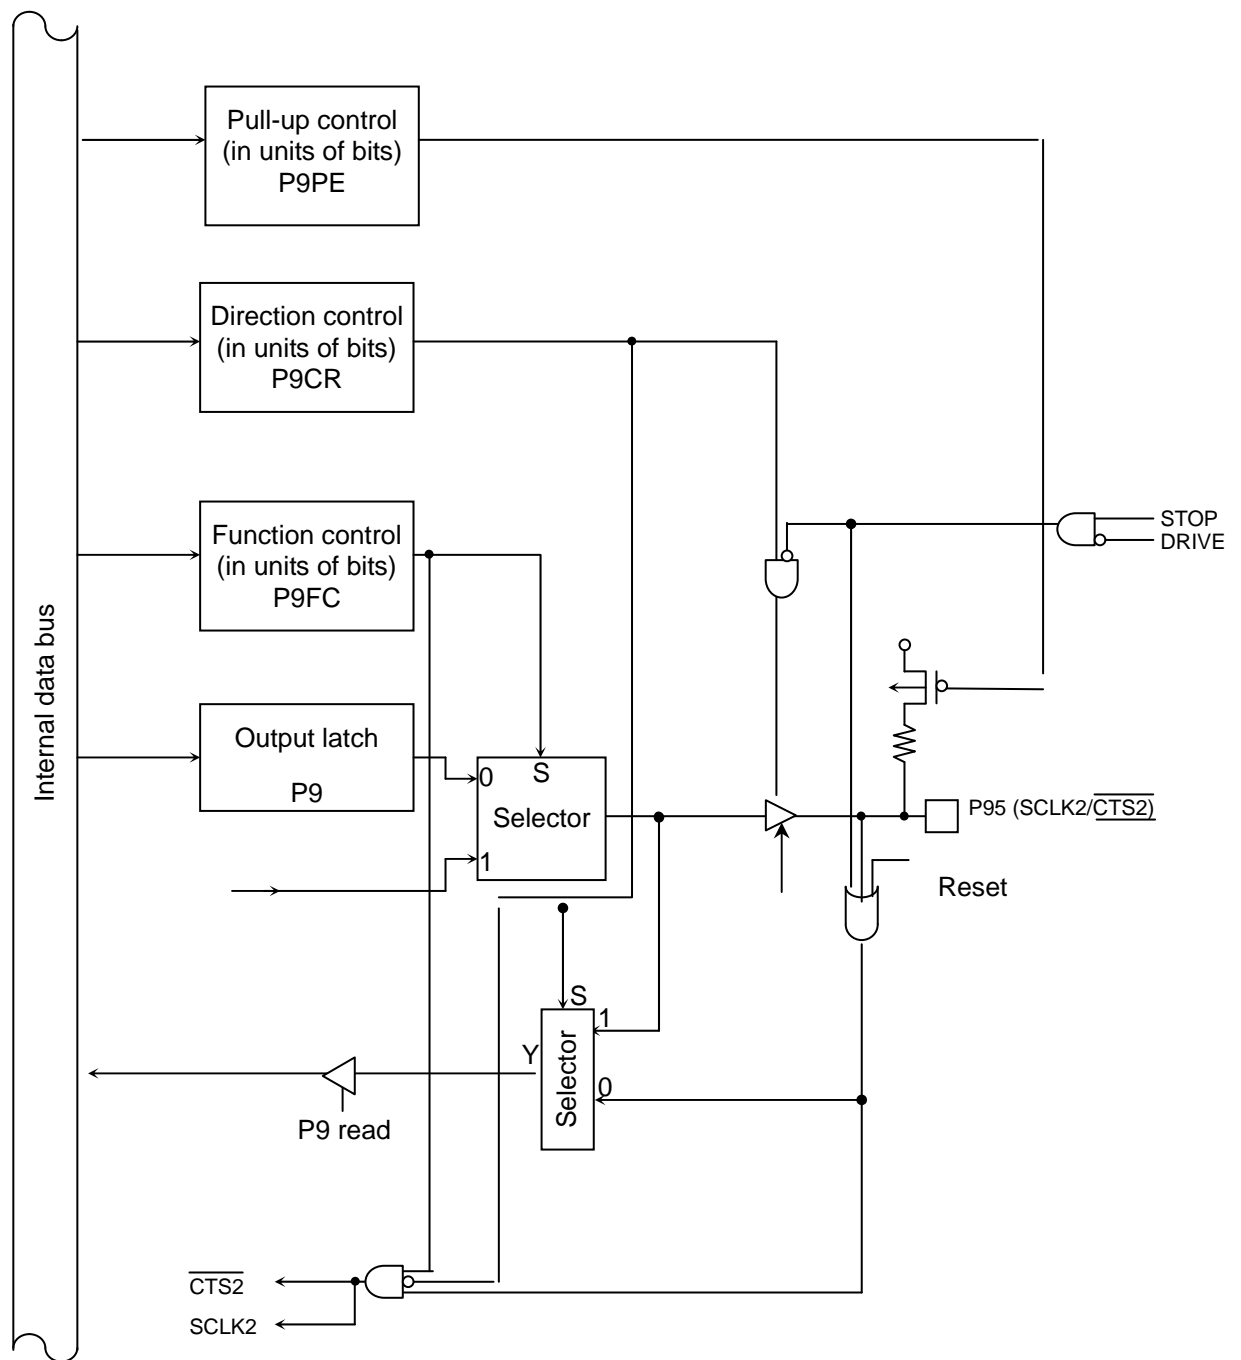 Pull-up control
(in units of bits)
P9PE
Direction control
(in units of bits)
P9CR
Function control
(in units of bits)
P9FC
STOP
DRIVE
Internal data bus
Output latch
P9
0
S
Selector
1
P95 (SCLK2/CTS2)
Reset
S
1
Y
Selector
0
P9 read
CTS2
SCLK2